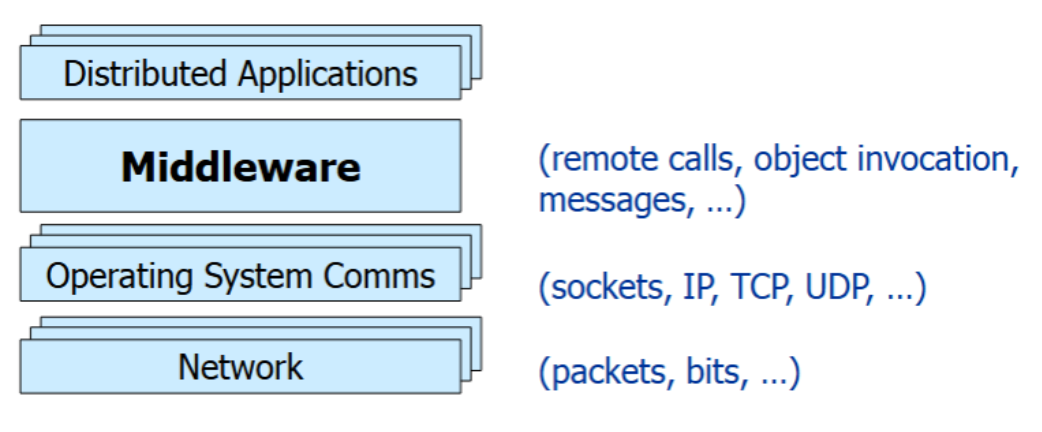 Distributed Applications
Middleware
(remote calls, object invocation,
messages, ...)
Operating System Comms
(sockets, IP, TCP, UDP, ...)
Network
(packets, bits, ...)